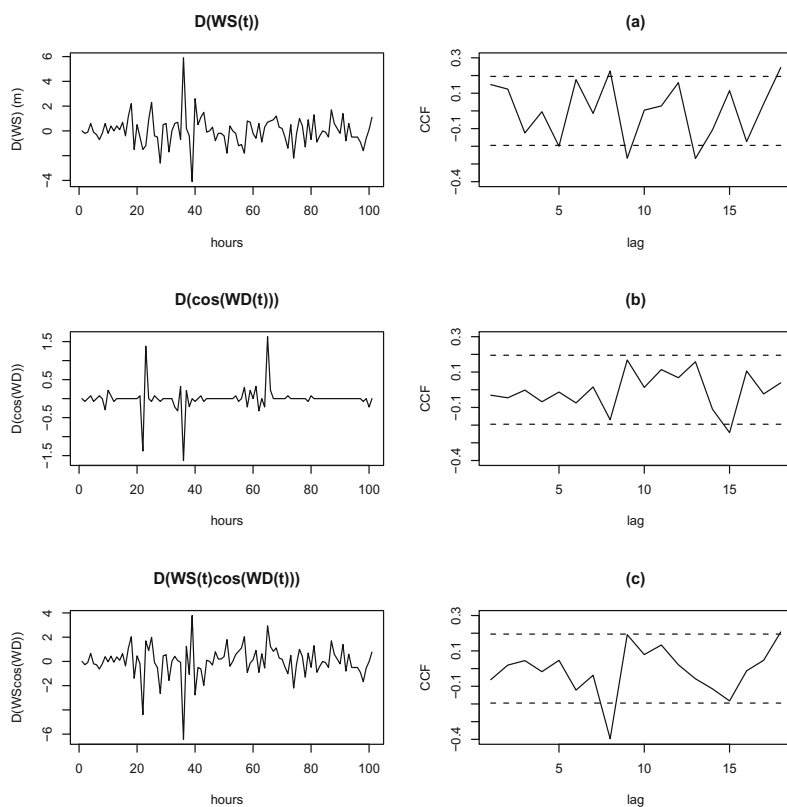 D(WS(t))
D(WS) (m)
6
4
2
0
−4
0 20 40 60 80 100
hours
(a)
CCF
0.3
0.1
−0.1
−0.4
5 10 15
lag
D(cos(WD(t)))
D(cos(WD))
1.5
0.5
−0.5
−1.5
0 20 40 60 80 100
hours
(b)
CCF
0.3
0.1
−0.1
−0.4
5 10 15
lag
D(WS(t)cos(WD(t)))
D(WScos(WD))
4
2
0
−2
−6
0 20 40 60 80 100
hours
(c)
CCF
0.3
0.1
−0.1
−0.4
5 10 15
lag